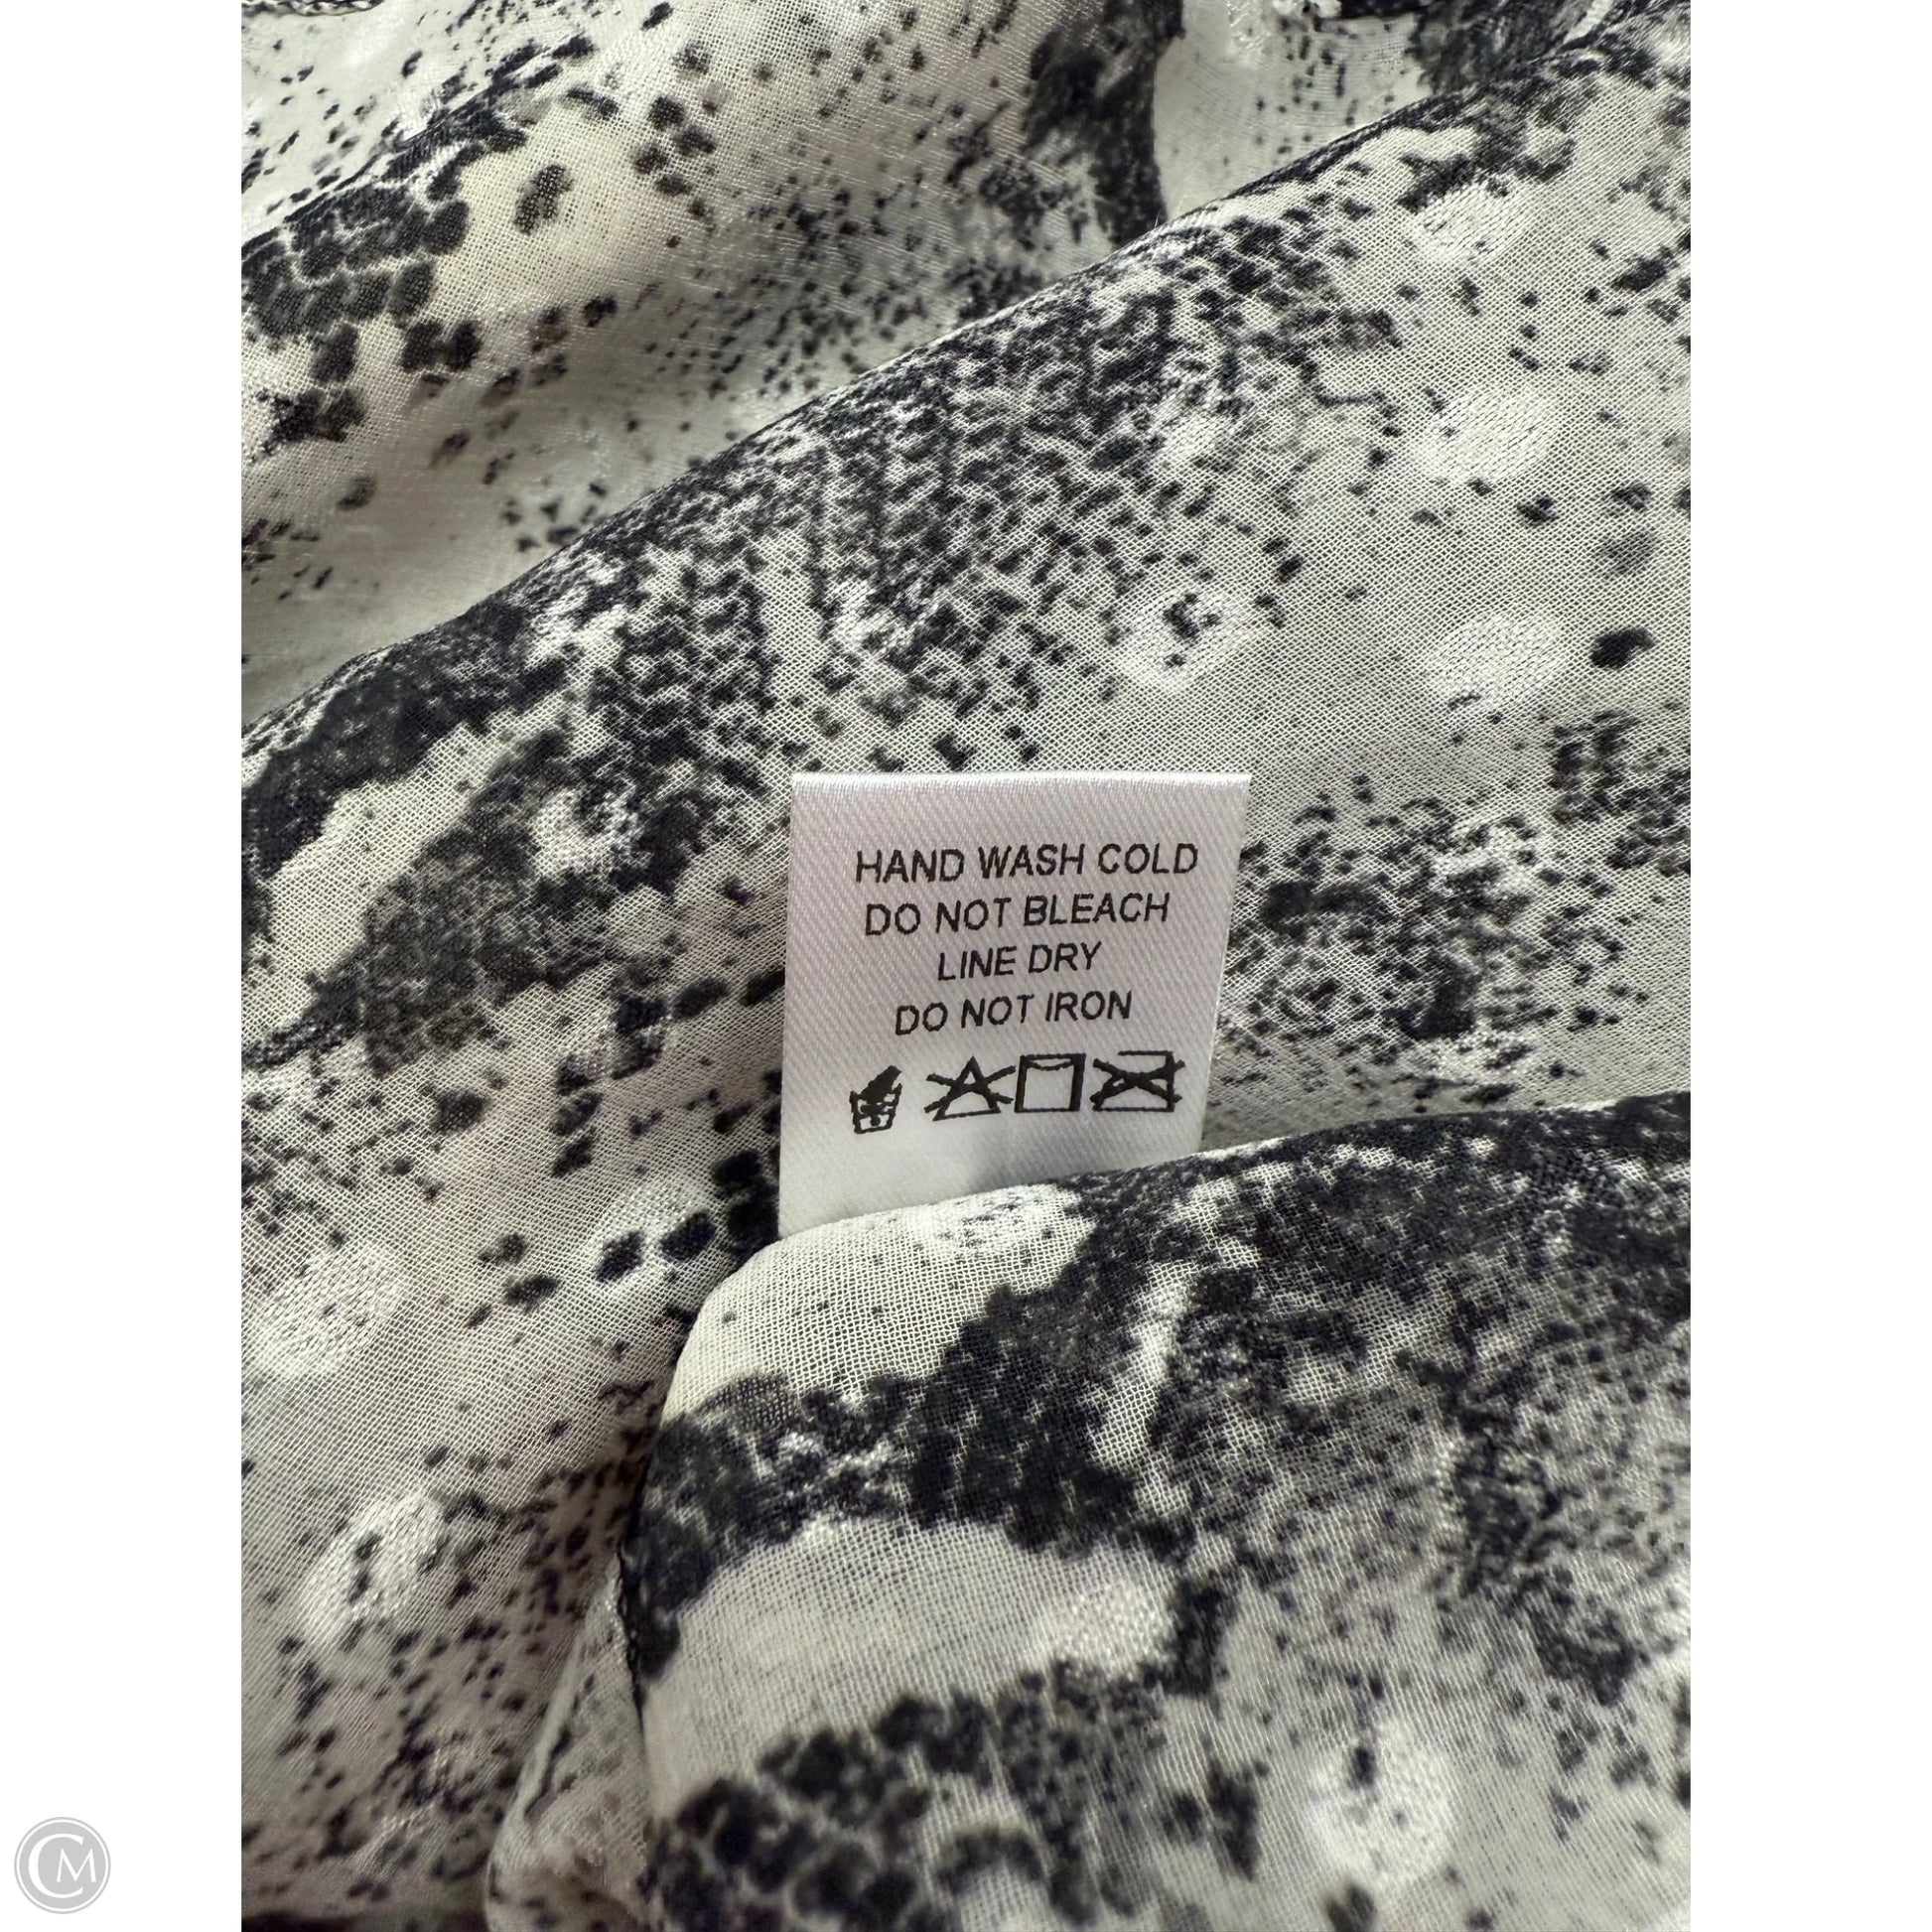 HAND WASH COLD
DO NOT BLEACH
LINE DRY
DO NOT IRON
CM